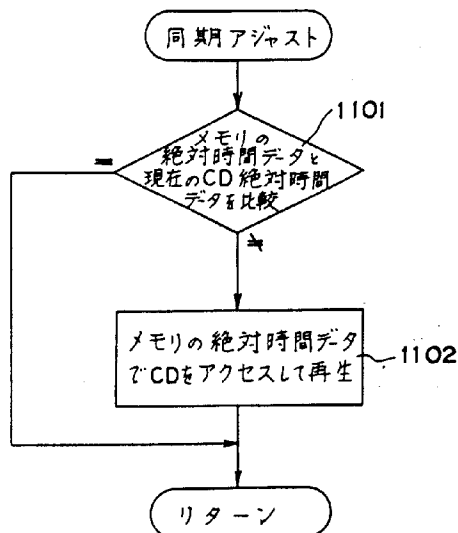 同期アジャスト
1101
メモリの
絶対時間データと
現在のCD絶対時間
データを比較
=
≒
メモリの絶対時間データ
でCDをアクセスして再生
1102
リターン